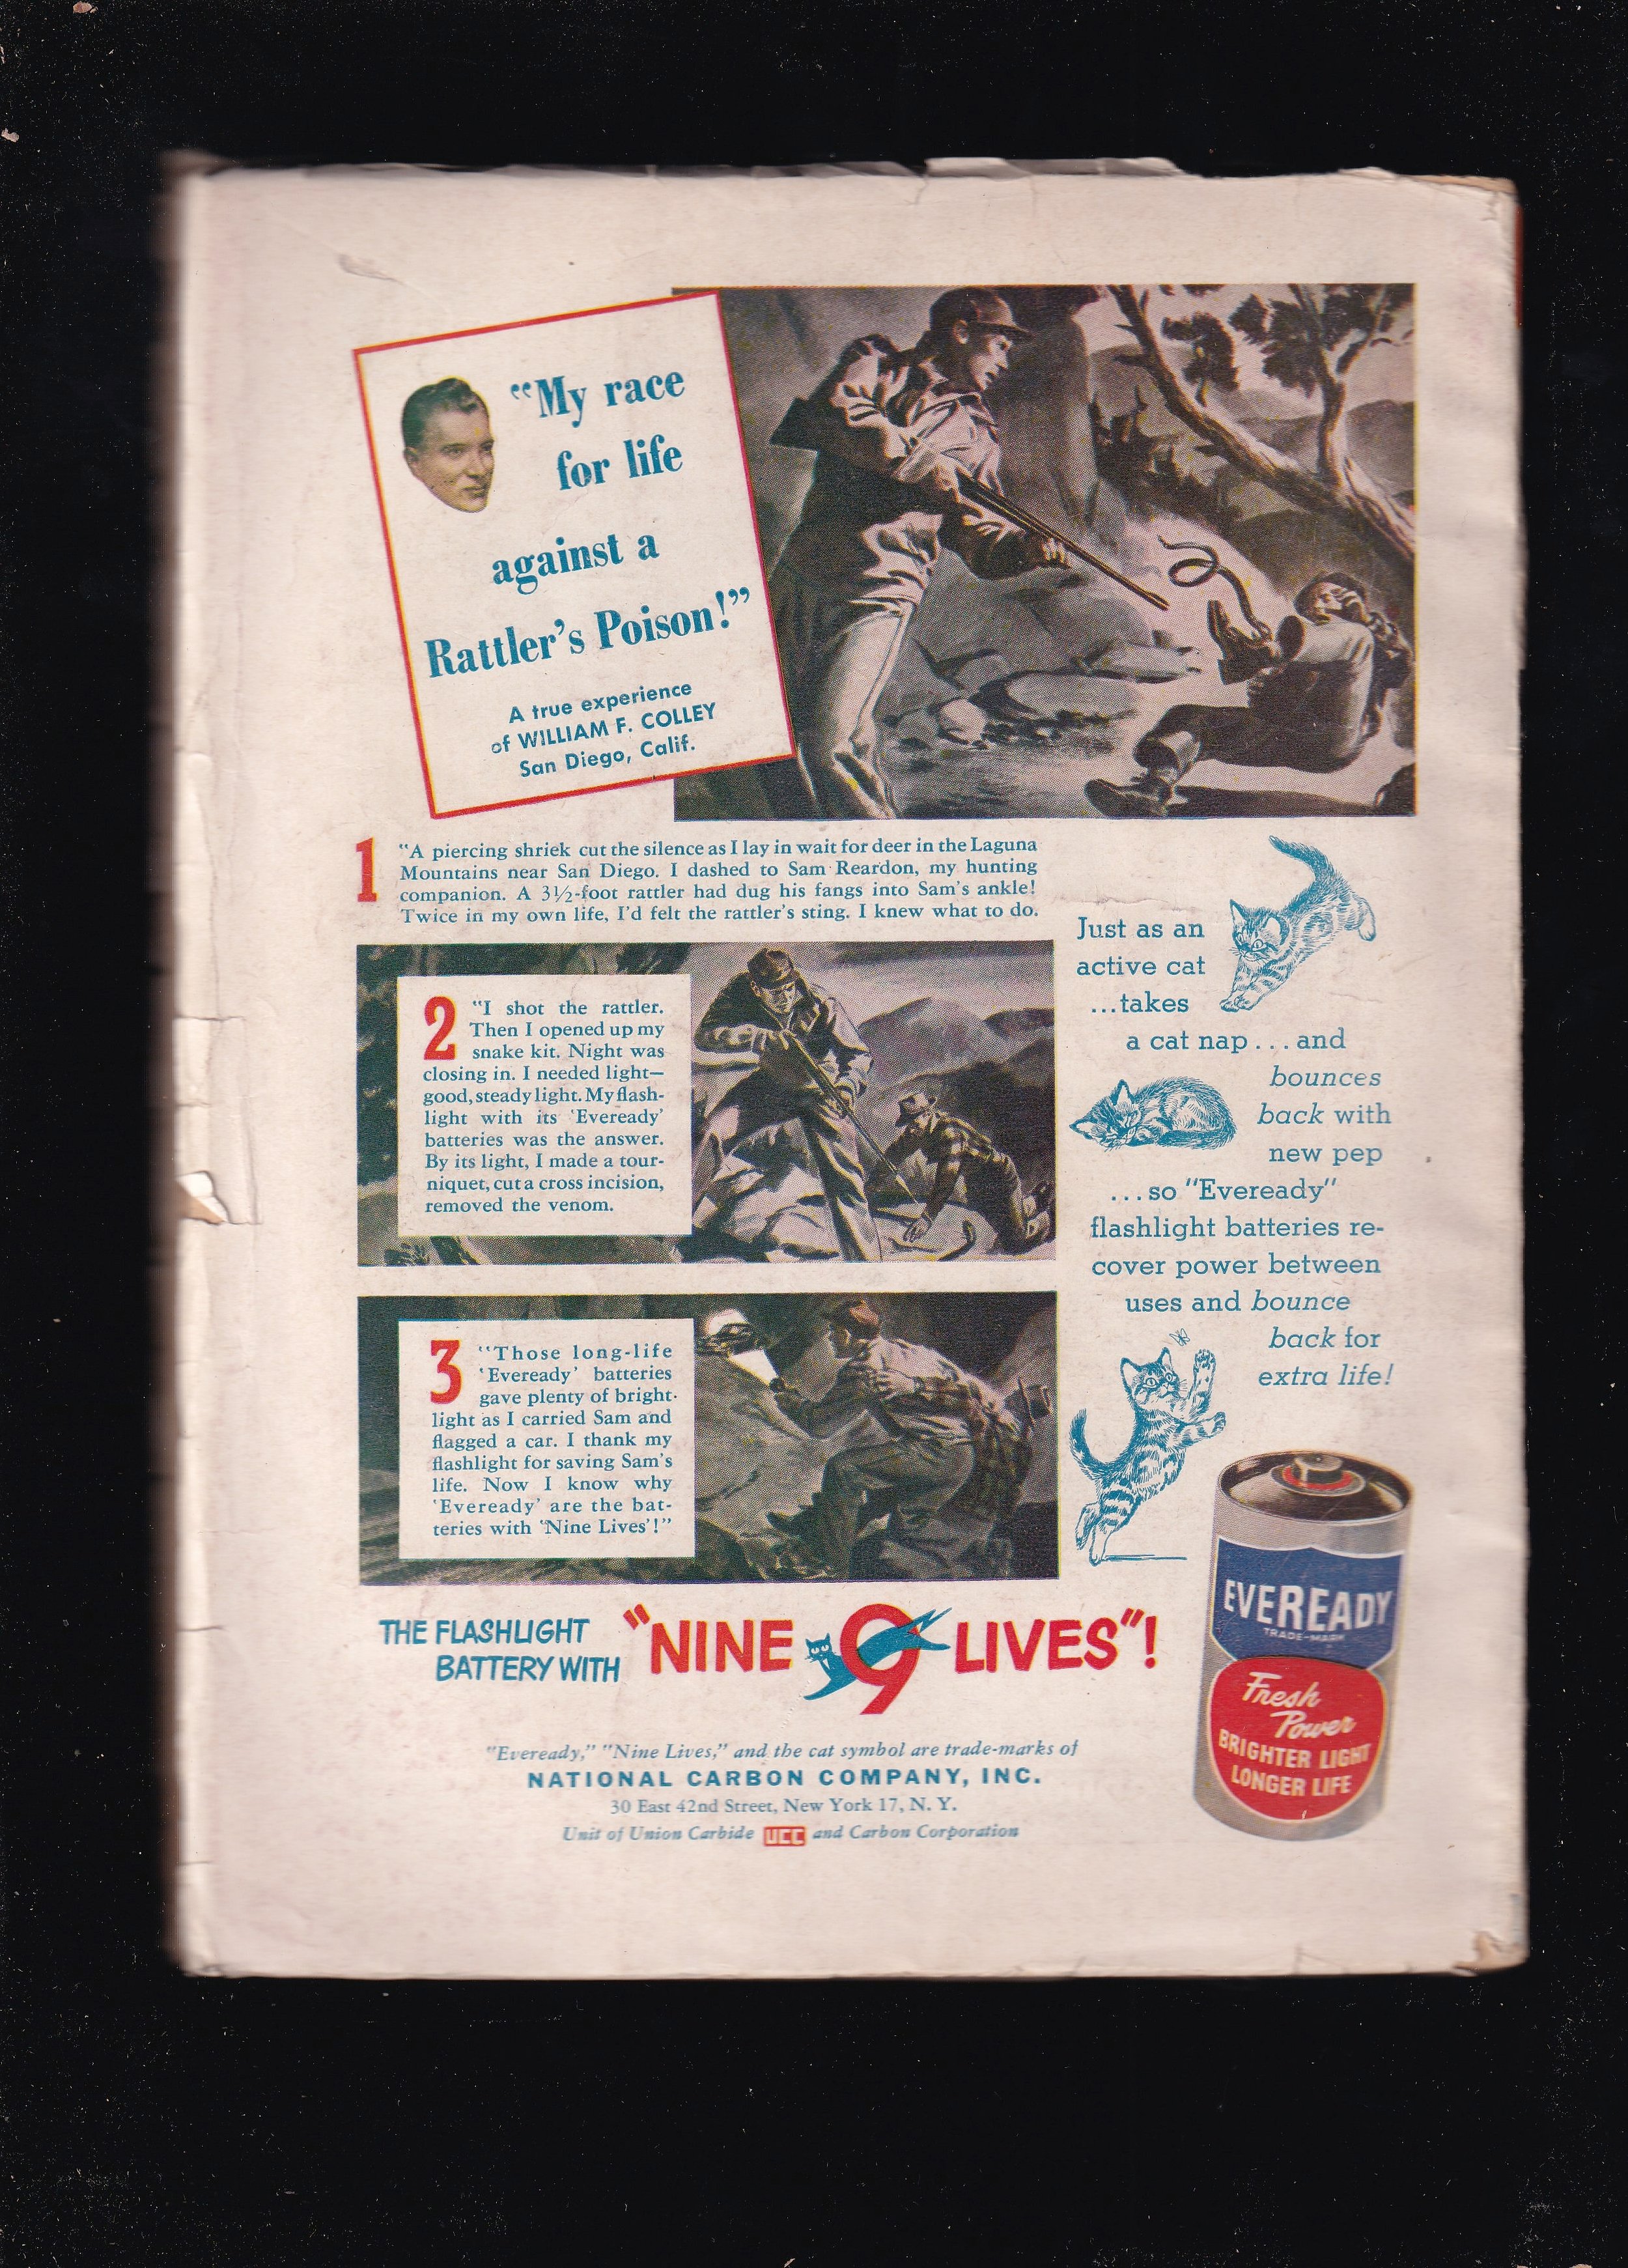 “My race
for life
against a
Rattler’s Poison!”
A true experience
of WILLIAM F. COLLEY
San Diego, Calif.
1 “A piercing shriek cut the silence as I lay in wait for deer in the Laguna
Mountains near San Diego. I dashed to Sam Reardon, my hunting
companion. A 3½-foot rattler had dug his fangs into Sam’s ankle!
Twice in my own life, I’d felt the rattler’s sting. I knew what to do.
2 “I shot the rattler.
Then I opened up my
snake kit. Night was
closing in. I needed light—
good, steady light. My flash-
light with its ‘Eveready’
batteries was the answer.
By its light, I made a tour-
niquet, cut a cross incision,
removed the venom.
3 “Those long-life
‘Eveready’ batteries
gave plenty of bright
light as I carried Sam and
flagged a car. I thank my
flashlight for saving Sam’s
life. Now I know why
‘Eveready’ are the bat-
teries with ‘Nine Lives’!”
Just as an
active cat
...takes
a cat nap ... and
bounces
back with
new pep
...so “Eveready”
flashlight batteries re-
cover power between
uses and bounce
back for
extra life!
EVEREADY
TRADE-MARK
Fresh
Power
BRIGHTER LIGHT
LONGER LIFE
THE FLASHLIGHT
BATTERY WITH
“NINE 9 LIVES”!
“Eveready,” “Nine Lives,” and the cat symbol are trade-marks of
NATIONAL CARBON COMPANY, INC.
30 East 42nd Street, New York 17, N. Y.
Unit of Union Carbide UCC and Carbon Corporation